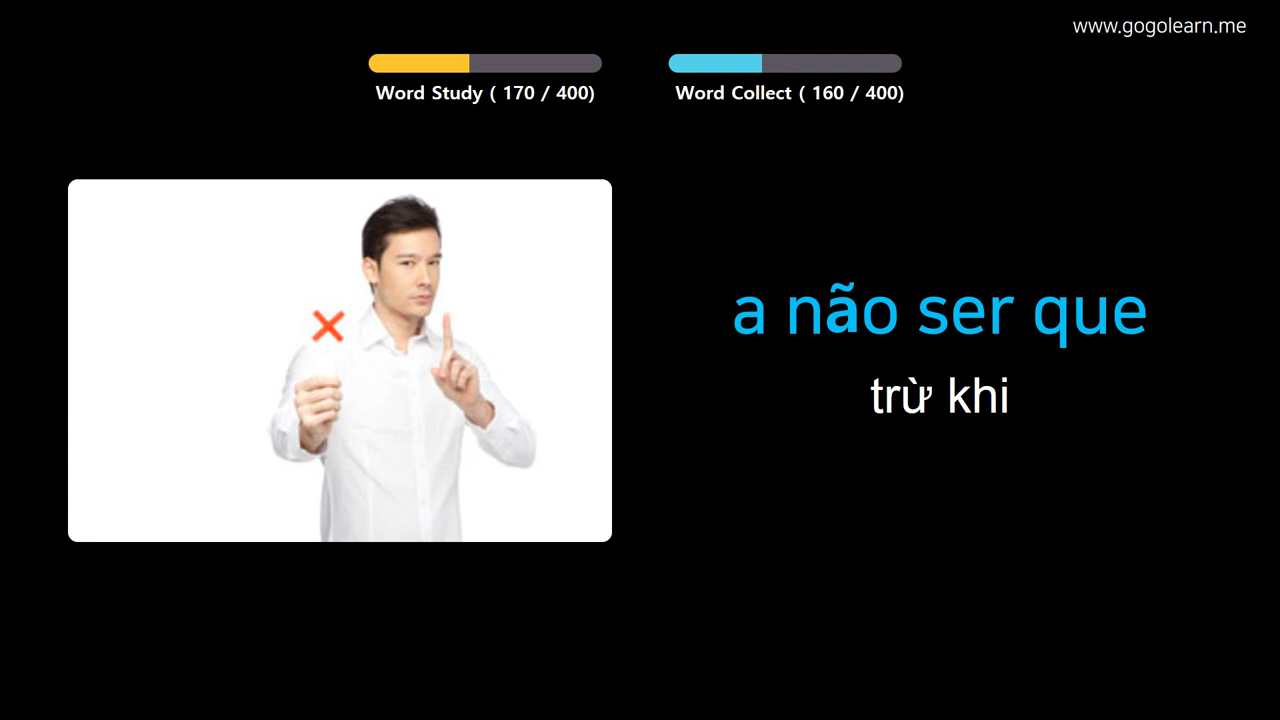 www.gogolearn.me
Word Study ( 170 / 400)
Word Collect ( 160 / 400)
a não ser que
trừ khi